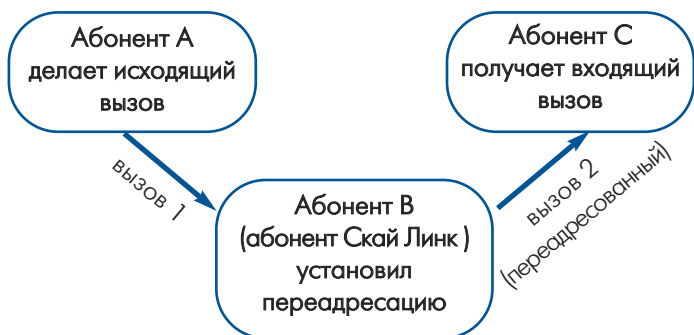 Абонент А
делает исходящий
вызов
Абонент С
получает входящий
вызов
вызов 1
вызов 2
(переадресованный)
Абонент В
(абонент Скай Линк )
установил
переадресацию